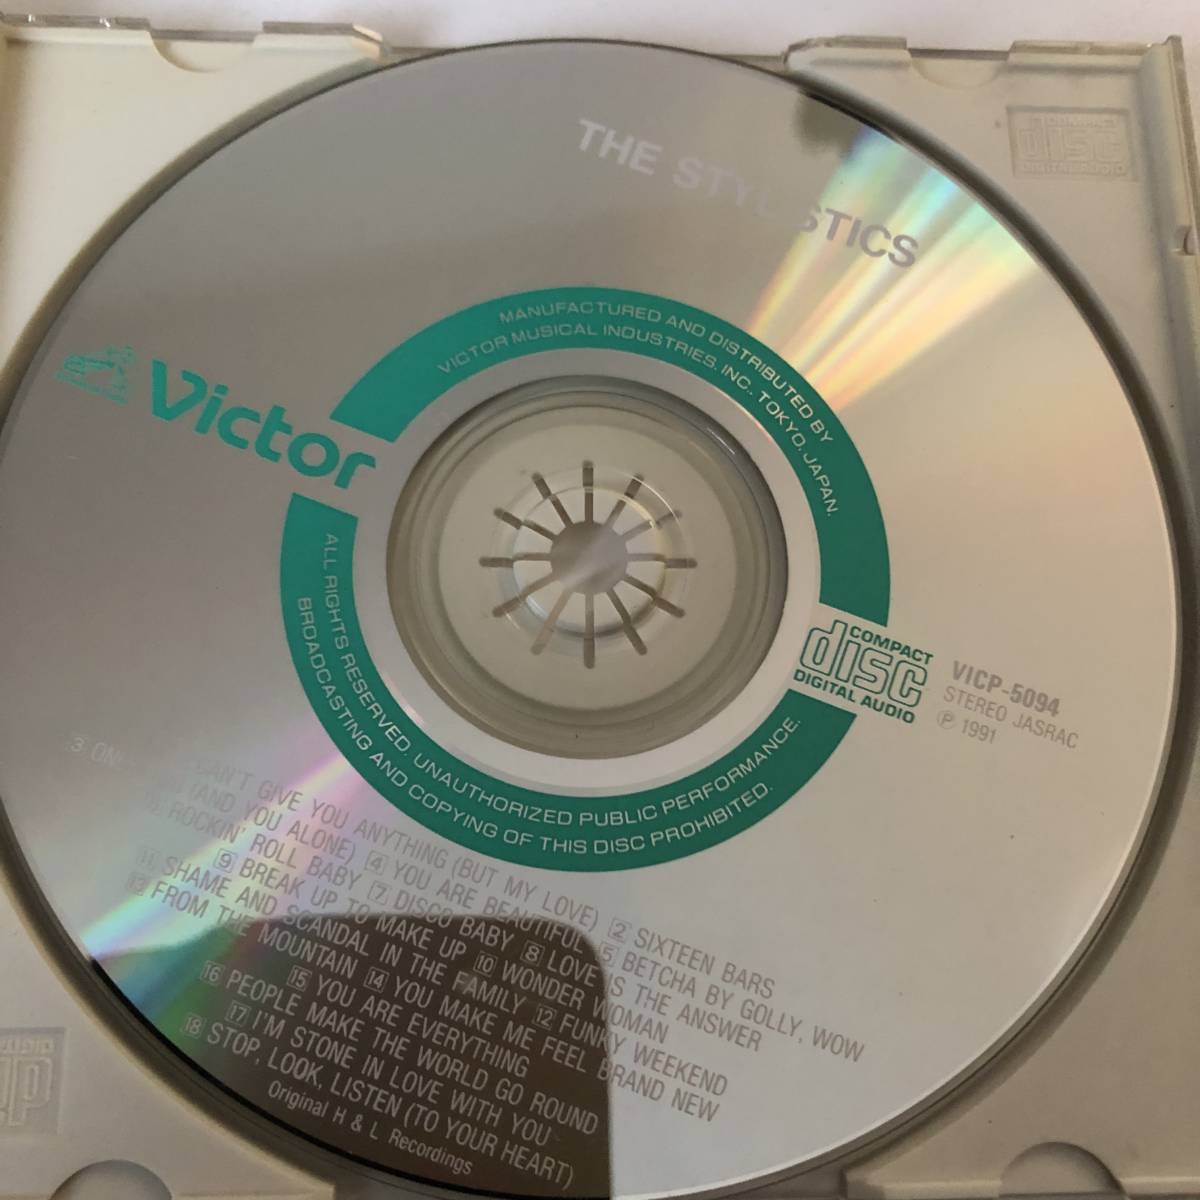 THE STYLISTICS
MANUFACTURED AND DISTRIBUTED BY
VICTOR MUSICAL INDUSTRIES, INC., TOKYO, JAPAN.
Victor
COMPACT
disc
DIGITAL AUDIO
VICP-5094
STEREO JASRAC
Ⓟ 1991
ALL RIGHTS RESERVED. UNAUTHORIZED PUBLIC PERFORMANCE.
BROADCASTING AND COPYING OF THIS DISC PROHIBITED.
CAN'T GIVE YOU ANYTHING (BUT MY LOVE) 2 SIXTEEN BARS
3 (AND YOU ALONE) 4 YOU ARE BEAUTIFUL 5 BETCHA BY GOLLY, WOW
ROCKIN' ROLL BABY 7 DISCO BABY 8 LOVE IS THE ANSWER
9 BREAK UP TO MAKE UP 10 WONDER WOMAN
11 SHAME AND SCANDAL IN THE FAMILY 12 FUNKY WEEKEND
13 FROM THE MOUNTAIN 14 YOU MAKE ME FEEL BRAND NEW
15 YOU ARE EVERYTHING
16 PEOPLE MAKE THE WORLD GO ROUND
17 I'M STONE IN LOVE WITH YOU
18 STOP, LOOK, LISTEN (TO YOUR HEART)
Original H & L Recordings
COMPACT
disc
DIGITAL AUDIO